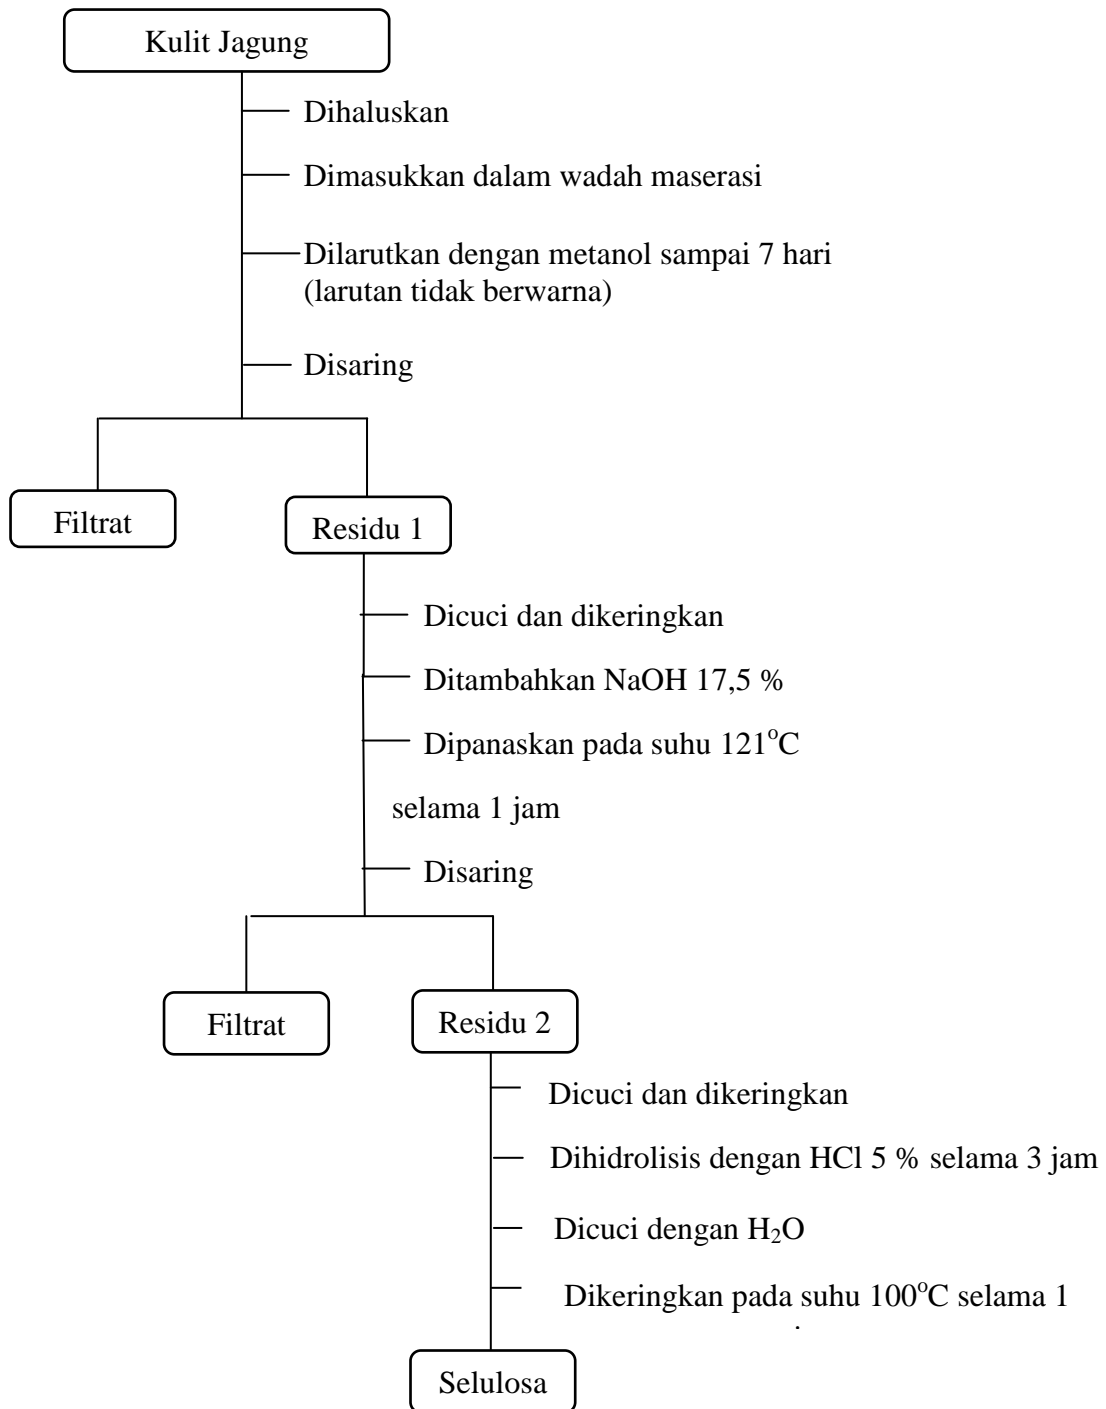 Kulit Jagung
Dihaluskan
Dimasukkan dalam wadah maserasi
Dilarutkan dengan metanol sampai 7 hari
(larutan tidak berwarna)
Disaring
Filtrat
Residu 1
Dicuci dan dikeringkan
Ditambahkan NaOH 17,5 %
Dipanaskan pada suhu 121°C
selama 1 jam
Disaring
Filtrat
Residu 2
Dicuci dan dikeringkan
Dihidrolisis dengan HCl 5 % selama 3 jam
Dicuci dengan H₂O
Dikeringkan pada suhu 100°C selama 1
Selulosa